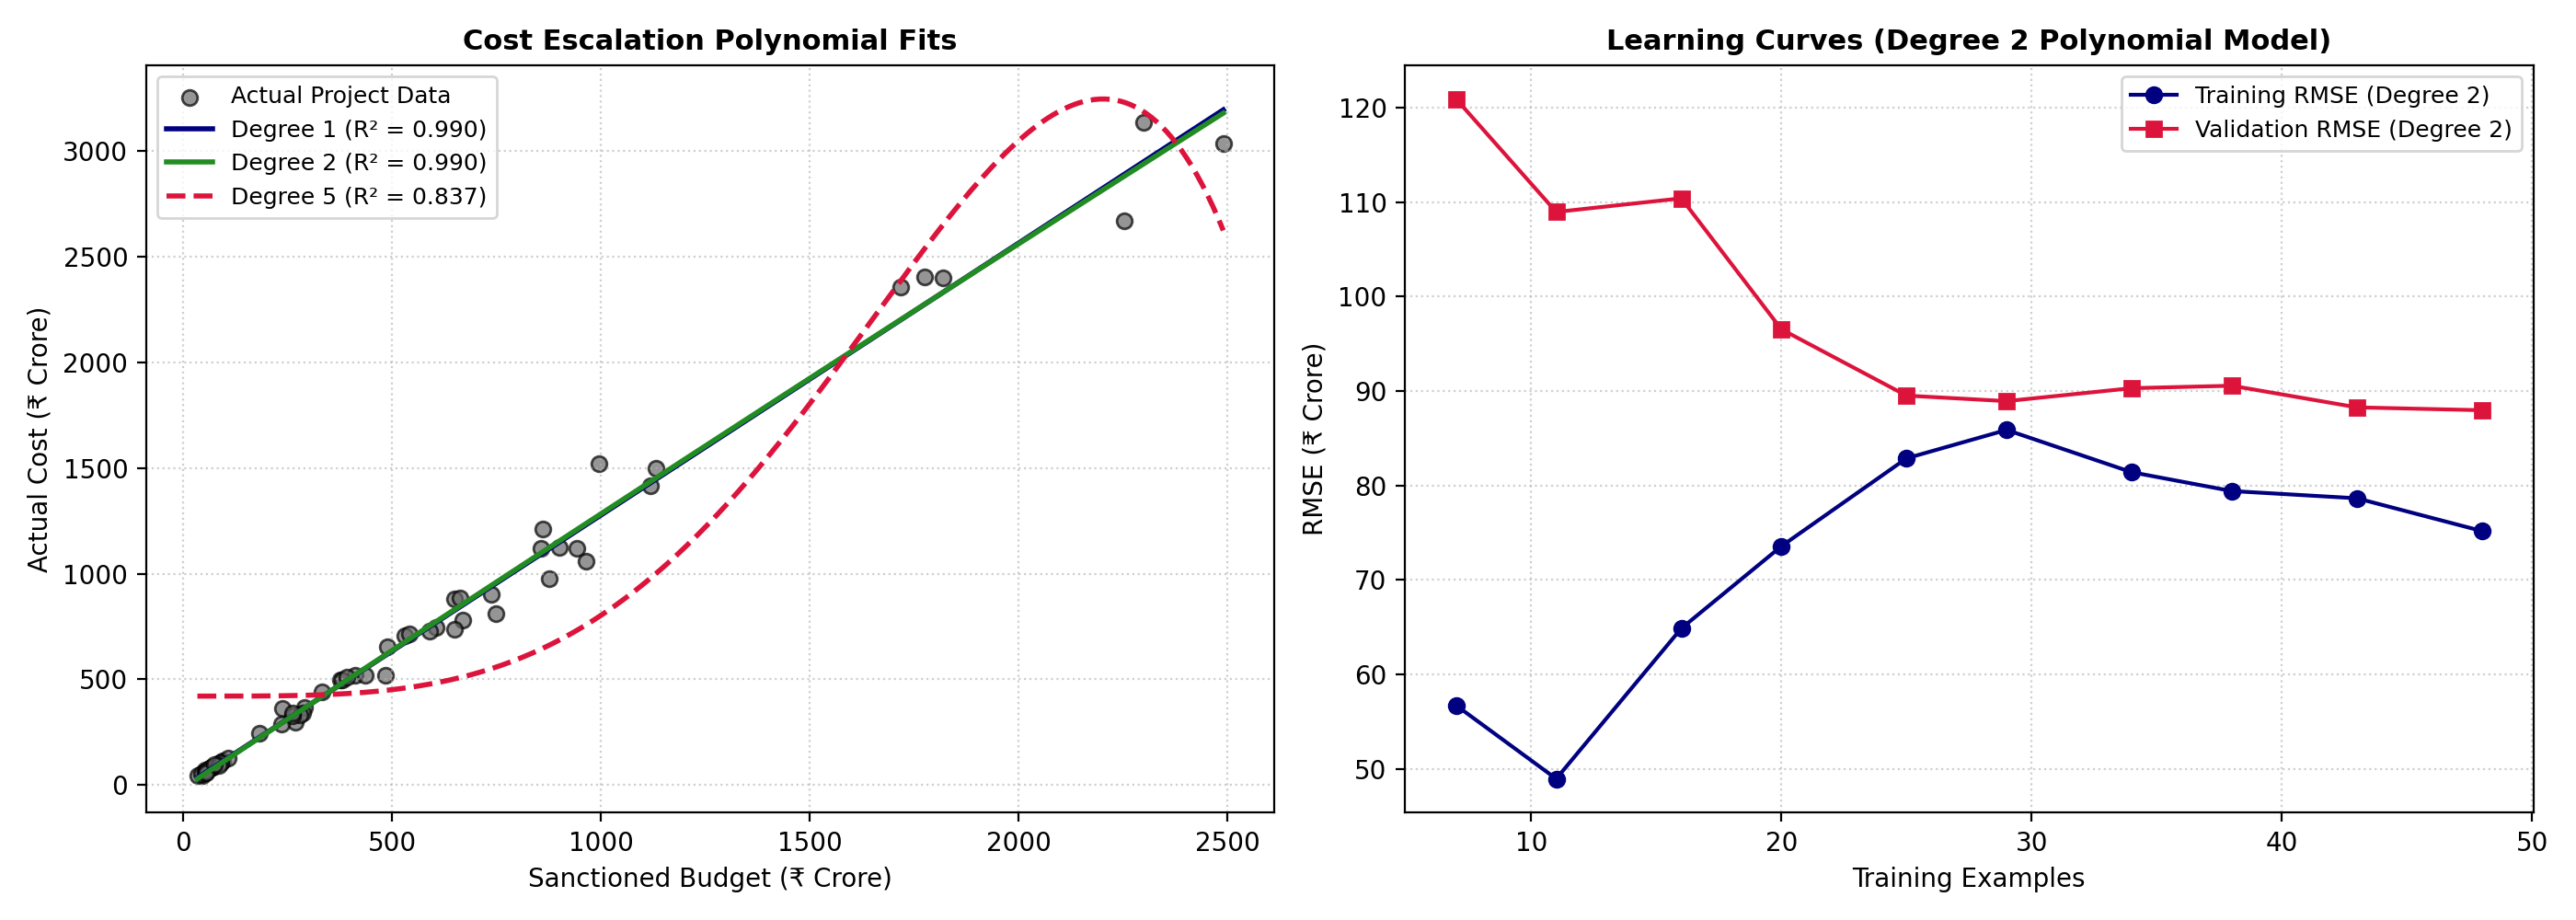 Cost Escalation Polynomial Fits
Actual Project Data
Degree 1 (R² = 0.990)
Degree 2 (R² = 0.990)
Degree 5 (R² = 0.837)
Actual Cost (₹ Crore)
3000
2500
2000
1500
1000
500
0
0 500 1000 1500 2000 2500
Sanctioned Budget (₹ Crore)
Learning Curves (Degree 2 Polynomial Model)
Training RMSE (Degree 2)
Validation RMSE (Degree 2)
RMSE (₹ Crore)
120
110
100
90
80
70
60
50
10 20 30 40 50
Training Examples